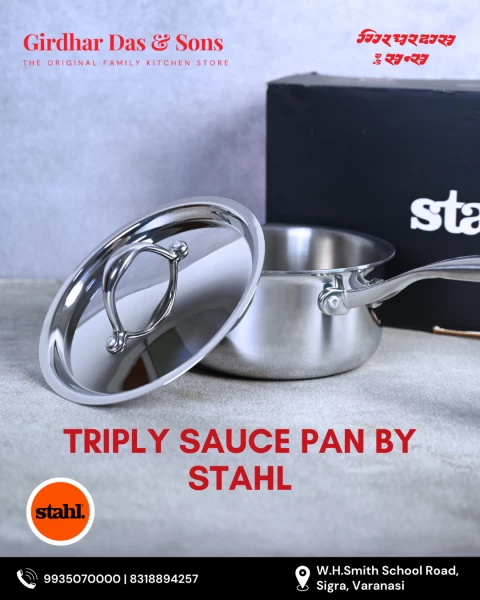 Girdhar Das & Sons
THE ORIGINAL FAMILY KITCHEN STORE
गिरधरदास
एंड सन्स
sta
TRIPLY SAUCE PAN BY
STAHL
stahl.
9935070000 | 8318894257
W.H.Smith School Road,
Sigra, Varanasi